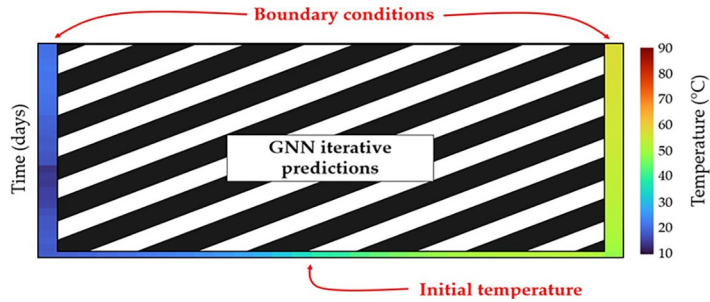 Boundary conditions
Time (days)
GNN iterative
predictions
Initial temperature
90
80
70
60
50
40
30
20
10
Temperature (°C)